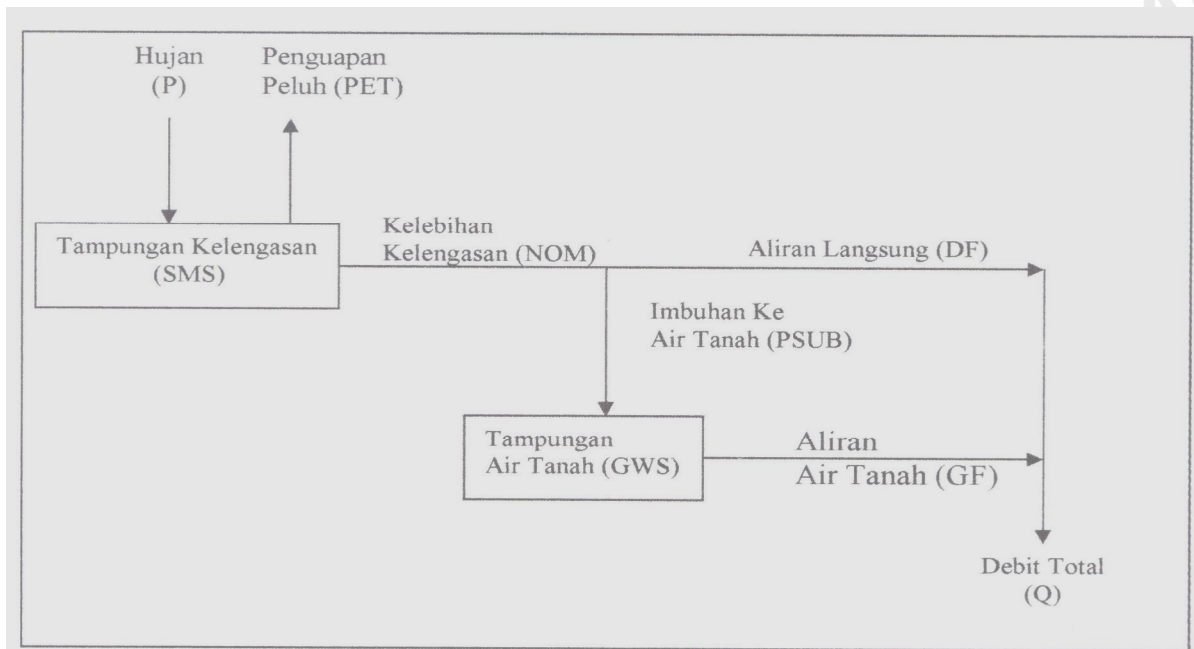 Hujan
(P)
Penguapan
Peluh (PET)
Tampungan Kelengasan
(SMS)
Kelebihan
Kelengasan (NOM)
Aliran Langsung (DF)
Imbuhan Ke
Air Tanah (PSUB)
Tampungan
Air Tanah (GWS)
Aliran
Air Tanah (GF)
Debit Total
(Q)